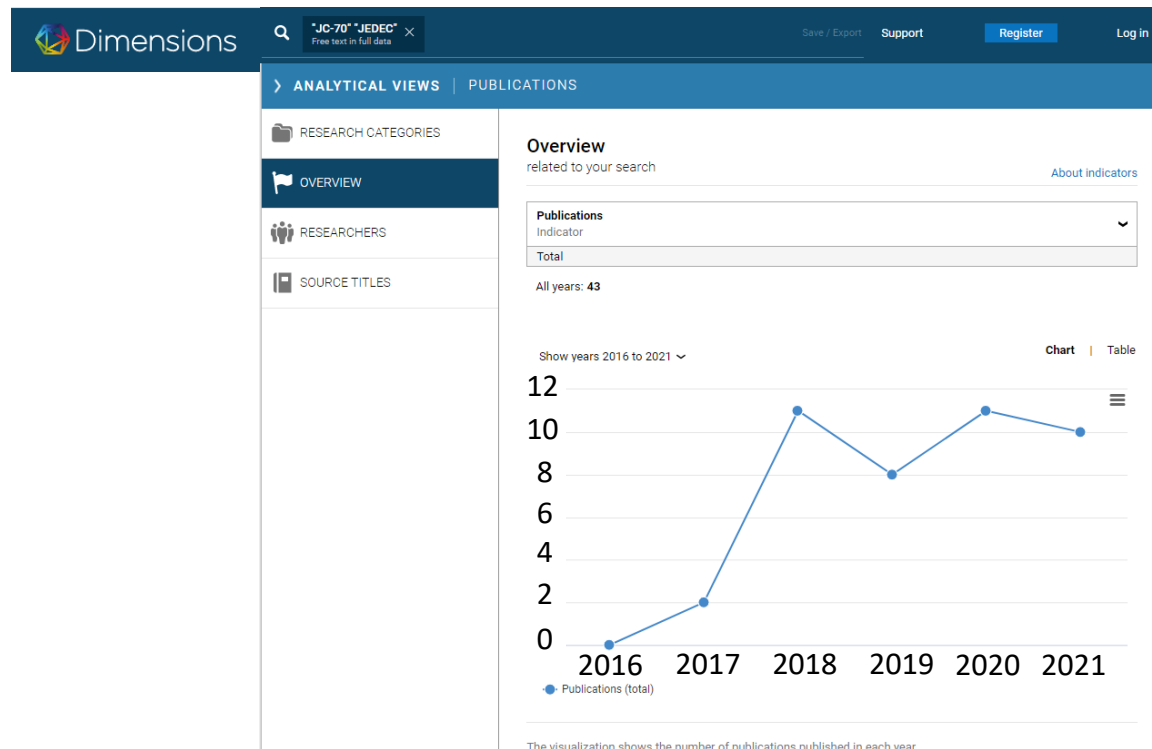 Dimensions
"JC-70" "JEDEC" ×
Free text in full data
Save / Export Support Register Log in
ANALYTICAL VIEWS | PUBLICATIONS
RESEARCH CATEGORIES
OVERVIEW
RESEARCHERS
SOURCE TITLES
Overview
related to your search
About indicators
Publications
Indicator
Total
All years: 43
Show years 2016 to 2021
Chart | Table
12
10
8
6
4
2
0
2016 2017 2018 2019 2020 2021
Publications (total)
The visualization shows the number of publications published in each year.